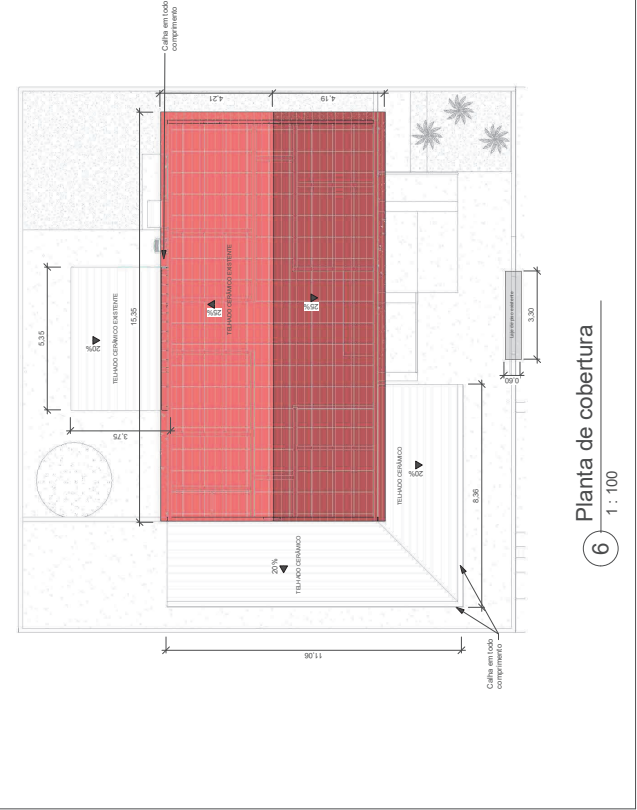 Calha em todo
comprimento
4,21
4,19
5,35
15,35
TELHADO CERÂMICO EXISTENTE
20%
3,75
25%
TELHADO CERÂMICO EXISTENTE
25%
20%
TELHADO CERÂMICO
TELHADO CERÂMICO
20%
8,36
11,06
Calha em todo
comprimento
0,60
3,30
6
Planta de cobertura
1 : 100